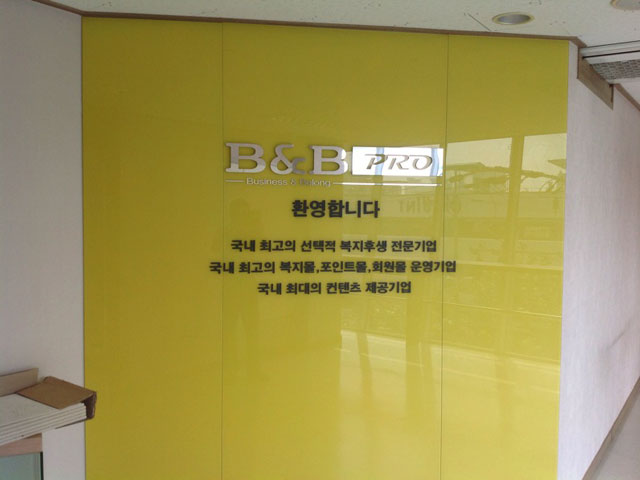 B&B PRO
Business & Belong
환영합니다
국내 최고의 선택적 복지후생 전문기업
국내 최고의 복지몰,포인트몰,회원몰 운영기업
국내 최대의 컨텐츠 제공기업